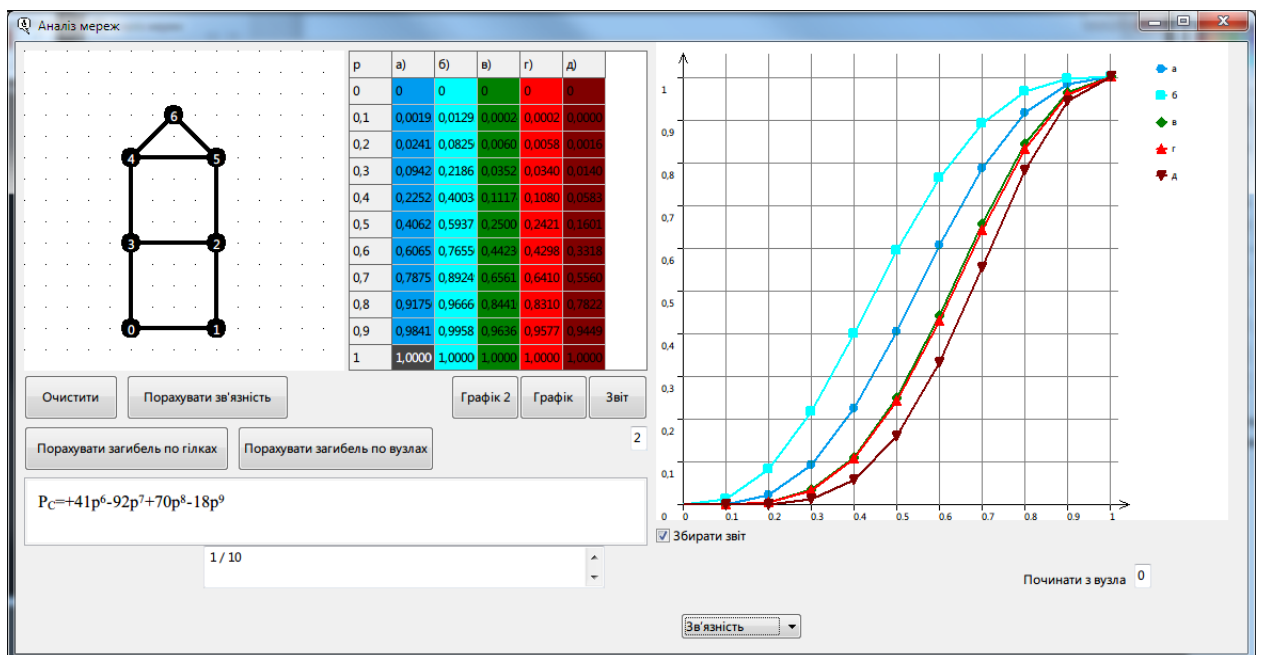 Аналіз мереж
6
4 5
3 2
0 1
p а) б) в) г) д)
0 0 0 0 0 0
0,1 0,0019 0,0129 0,0002 0,0002 0,0000
0,2 0,0241 0,0825 0,0060 0,0058 0,0016
0,3 0,0942 0,2186 0,0352 0,0340 0,0140
0,4 0,2252 0,4003 0,1117 0,1080 0,0583
0,5 0,4062 0,5937 0,2500 0,2421 0,1601
0,6 0,6065 0,7655 0,4423 0,4298 0,3318
0,7 0,7875 0,8924 0,6561 0,6410 0,5560
0,8 0,9175 0,9666 0,8441 0,8310 0,7822
0,9 0,9841 0,9958 0,9636 0,9577 0,9449
1 1,0000 1,0000 1,0000 1,0000 1,0000
Очистити Порахувати зв'язність Графік 2 Графік Звіт
Порахувати загибель по гілках Порахувати загибель по вузлах 2
PC=+41p⁶-92p⁷+70p⁸-18p⁹
1 / 10
1
0,9
0,8
0,7
0,6
0,5
0,4
0,3
0,2
0,1
0 0 0.1 0.2 0.3 0.4 0.5 0.6 0.7 0.8 0.9 1
а
б
в
г
д
Збирати звіт
Починати з вузла 0
Зв'язність